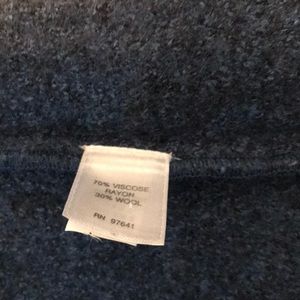 70% VISCOSE
RAYON
30% WOOL
RN 97641